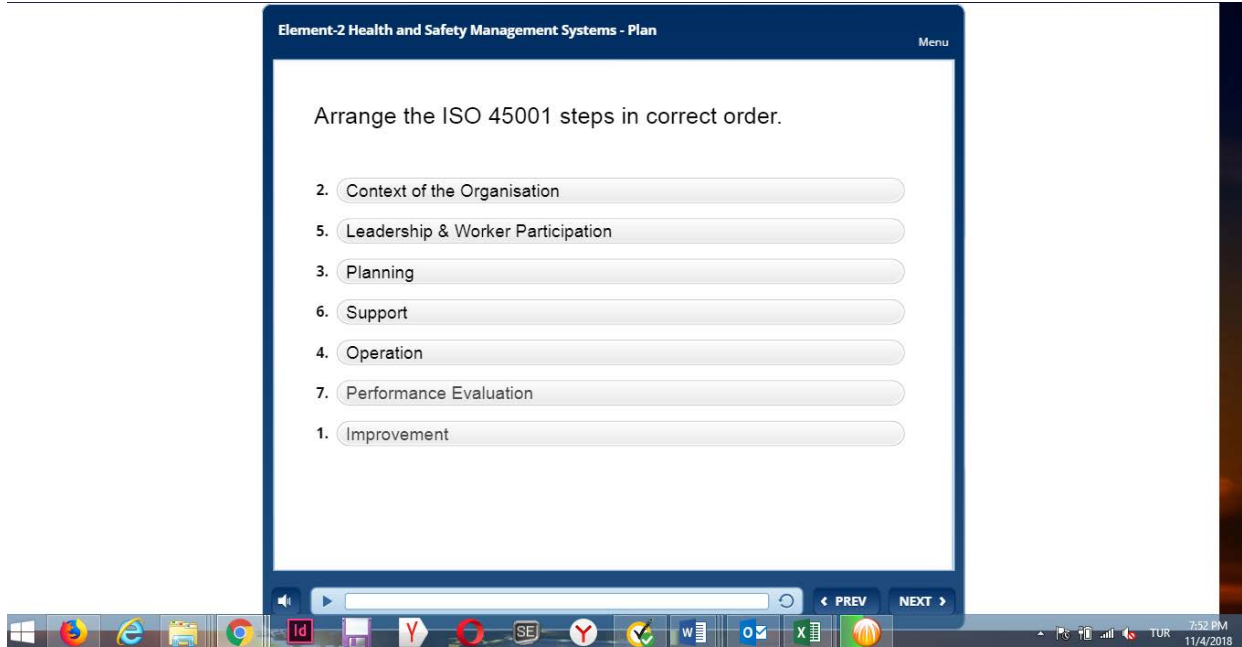 Element-2 Health and Safety Management Systems - Plan
Menu
Arrange the ISO 45001 steps in correct order.
2. Context of the Organisation
5. Leadership & Worker Participation
3. Planning
6. Support
4. Operation
7. Performance Evaluation
1. Improvement
‹ PREV NEXT ›
Id Y SE Y W O X TUR 7:52 PM
11/4/2018